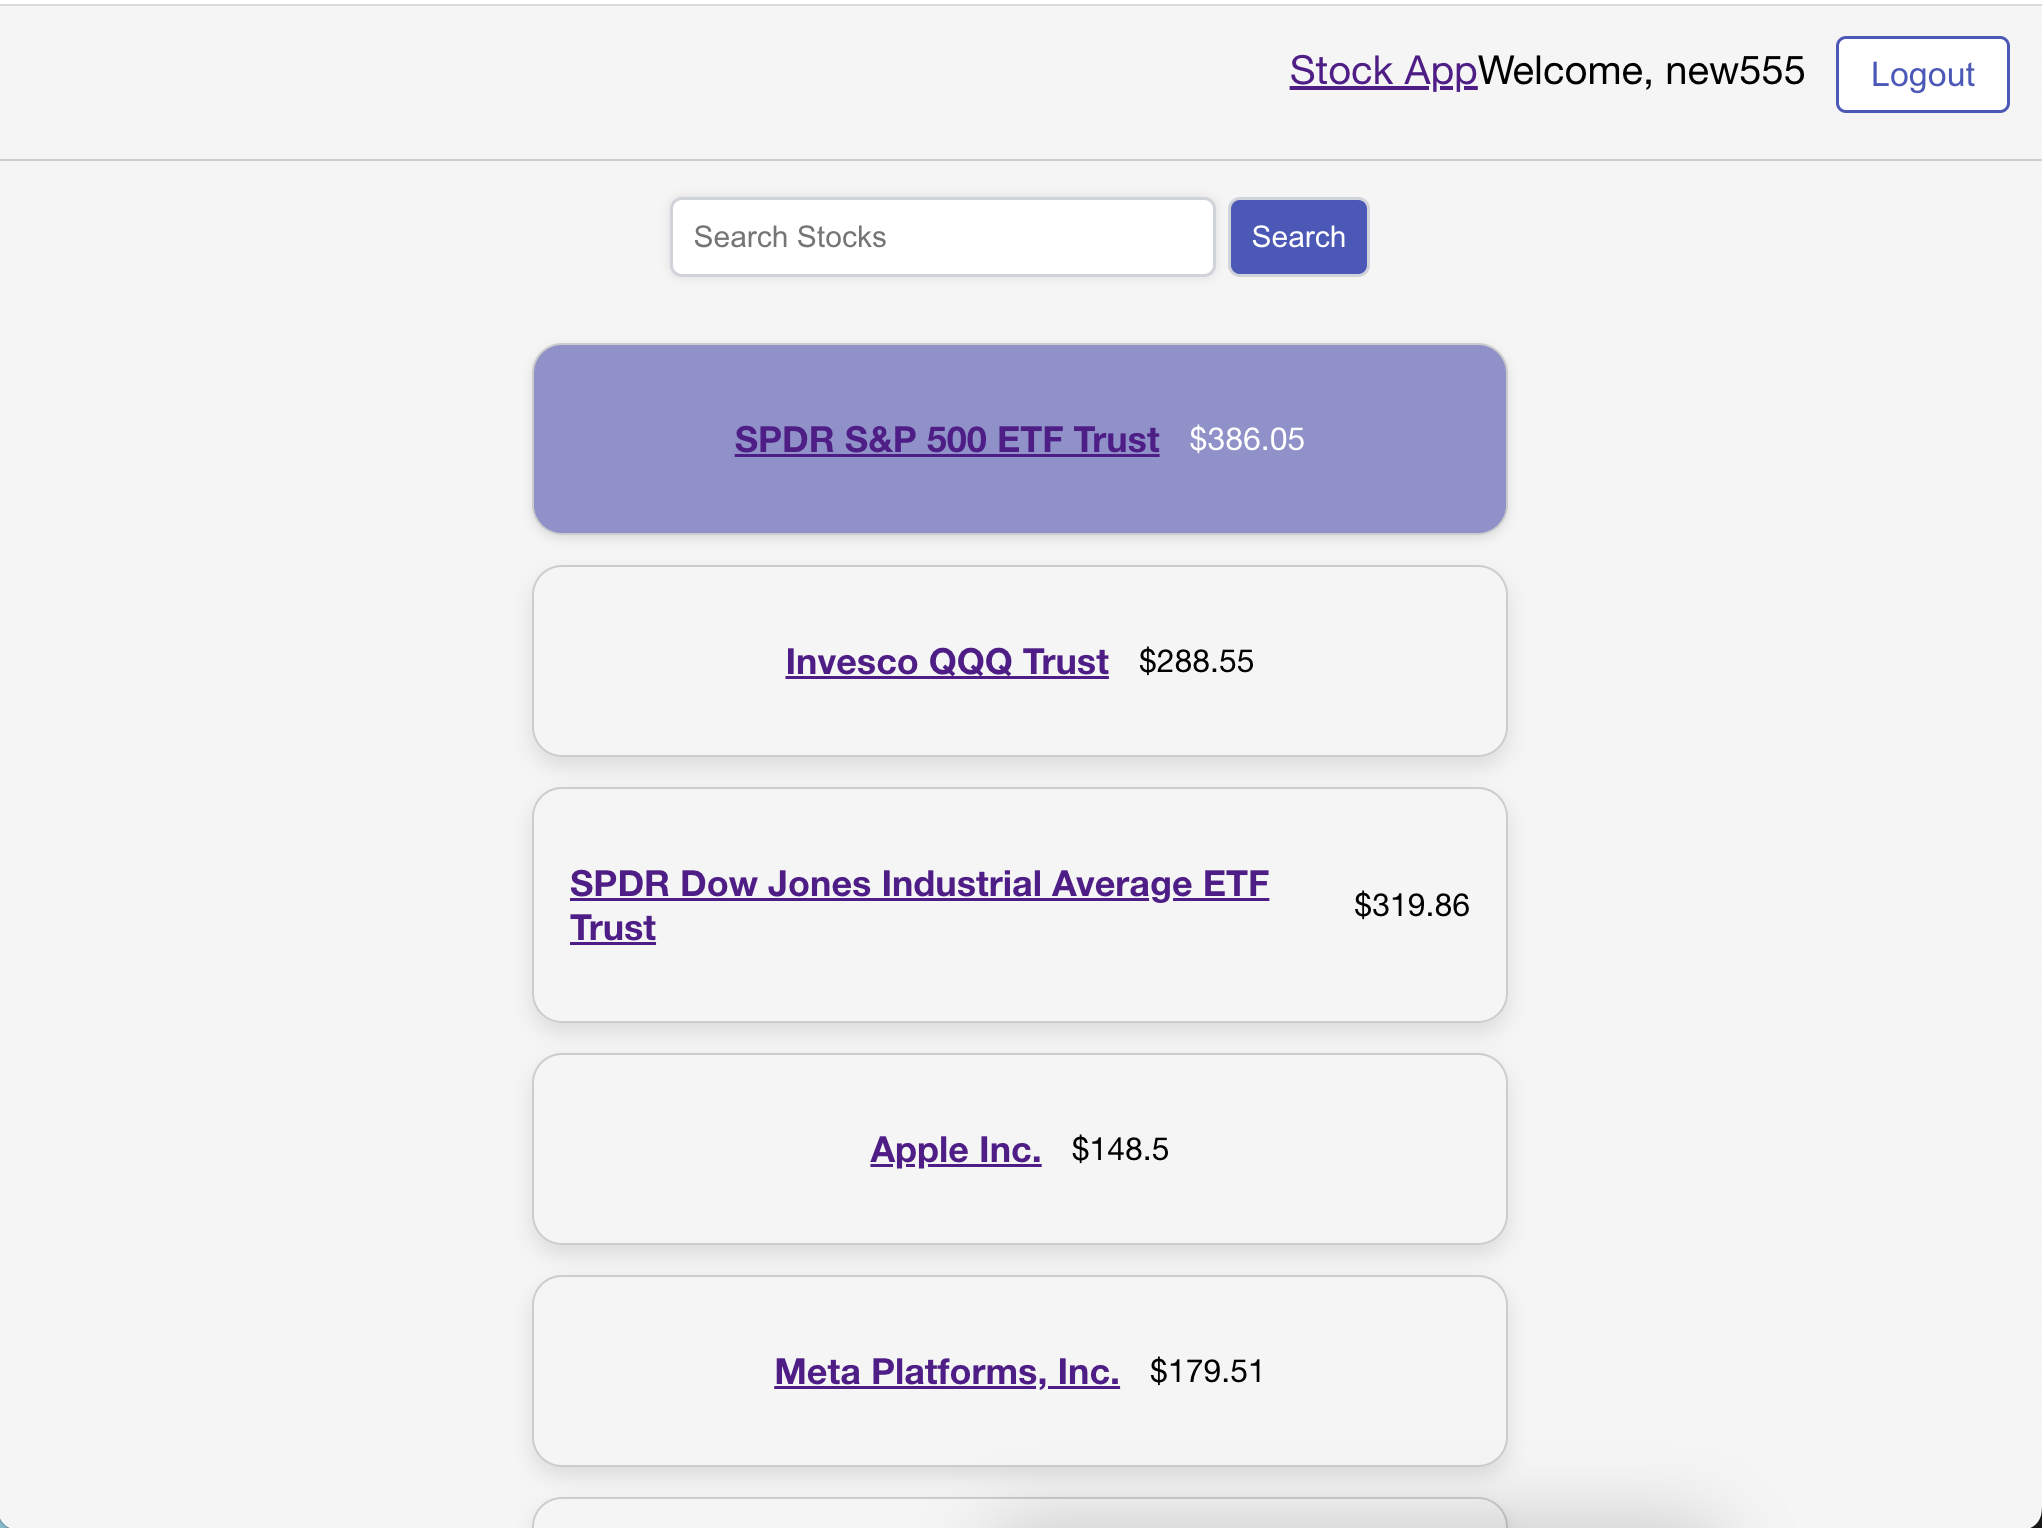 Stock AppWelcome, new555 Logout
Search Stocks Search
SPDR S&P 500 ETF Trust $386.05
Invesco QQQ Trust $288.55
SPDR Dow Jones Industrial Average ETF
Trust
$319.86
Apple Inc. $148.5
Meta Platforms, Inc. $179.51